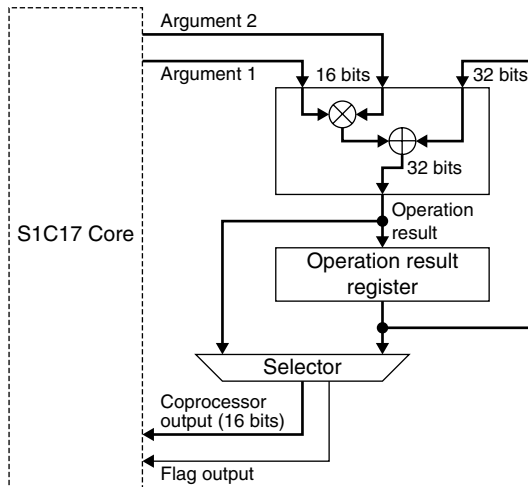 Argument 2
Argument 1
16 bits
32 bits
32 bits
S1C17 Core
Operation
result
Operation result
register
Selector
Coprocessor
output (16 bits)
Flag output